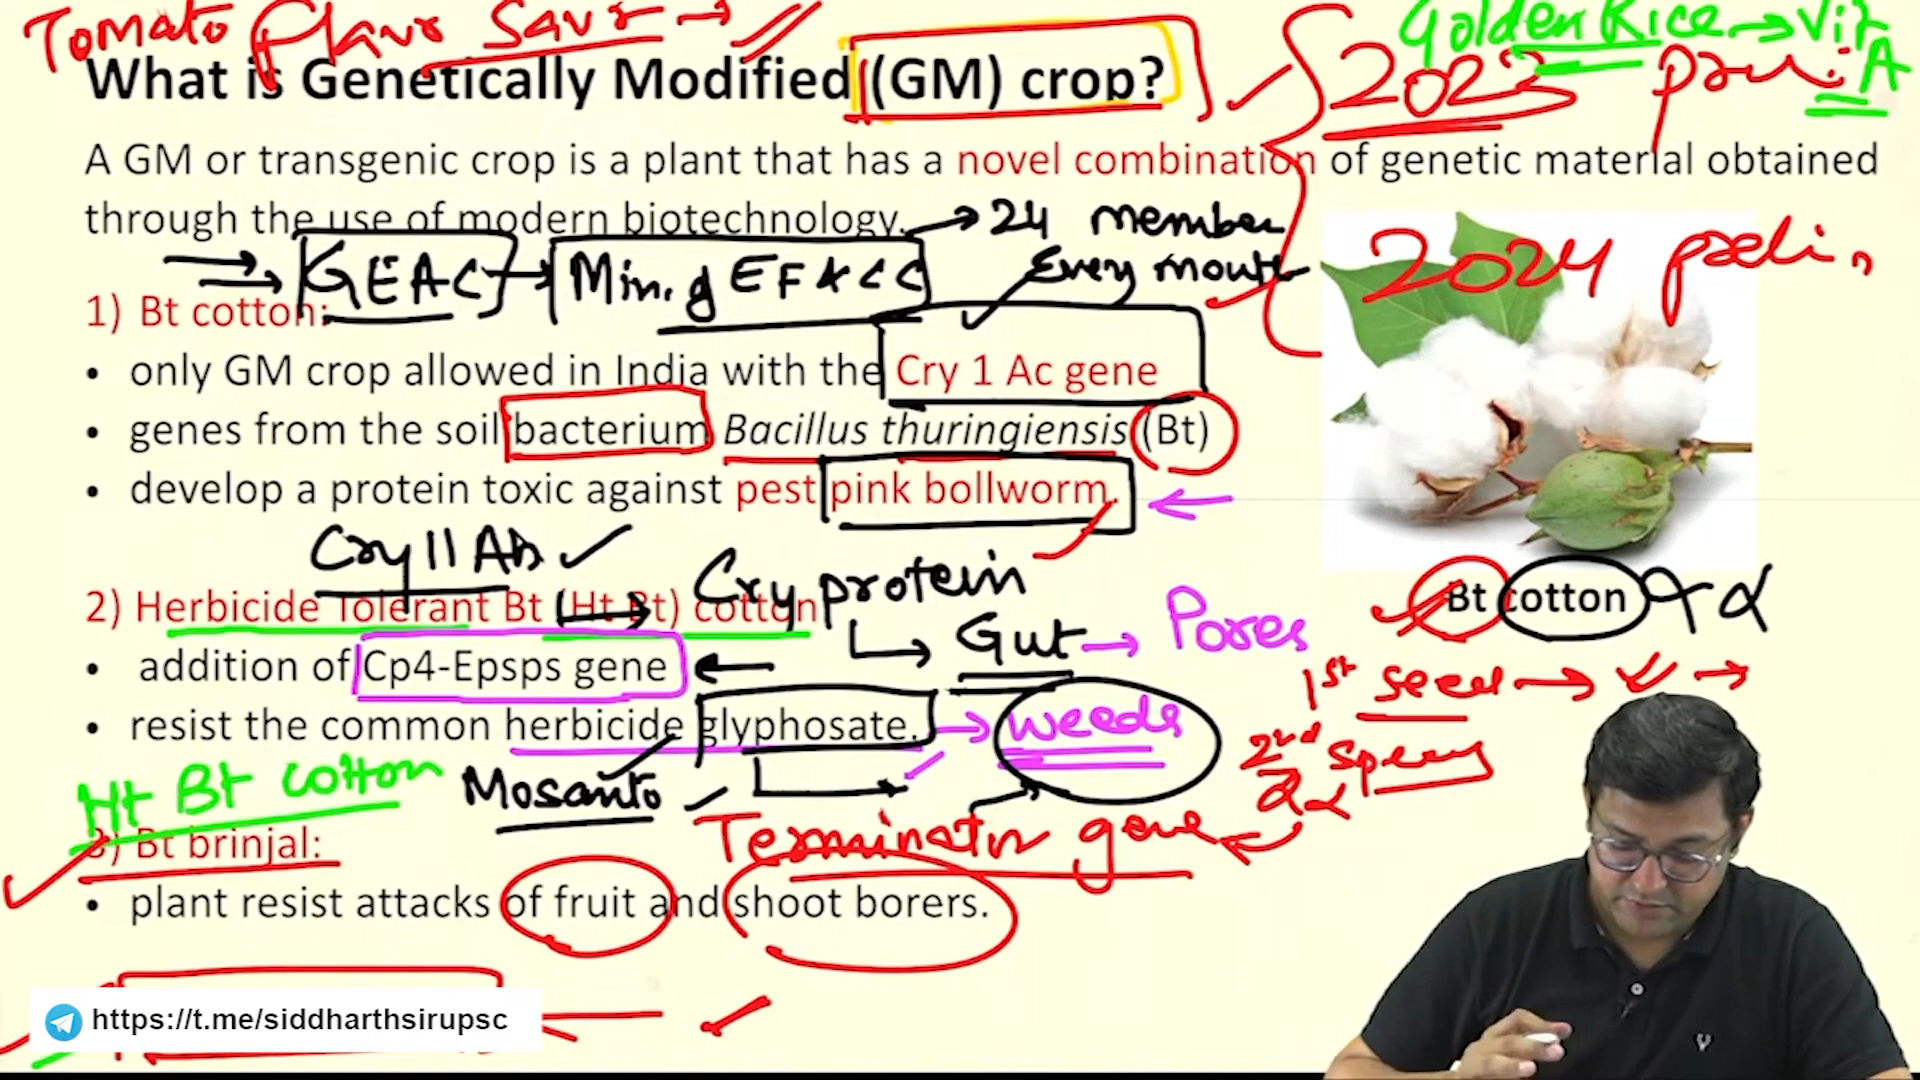 Tomato flavr savr →
Golden Rice → Vit A
What is Genetically Modified (GM) crop?
2023 preli.
A GM or transgenic crop is a plant that has a novel combination of genetic material obtained
through the use of modern biotechnology.
→ 24 member
Every month
GEAC → Min. of EF & CC
2024 preli.
1) Bt cotton:
• only GM crop allowed in India with the Cry 1 Ac gene
• genes from the soil bacterium Bacillus thuringiensis (Bt)
• develop a protein toxic against pest pink bollworm.
Cry II Ab ✓
Cry protein
Bt cotton
2) Herbicide Tolerant Bt (Ht Bt) cotton
Gut → Pores
• addition of Cp4-Epsps gene
1st seed →
• resist the common herbicide glyphosate. → weeds
2nd
Ht Bt cotton
Mosanto
Terminator gene
3) Bt brinjal:
• plant resist attacks of fruit and shoot borers.
https://t.me/siddharthsirupsc